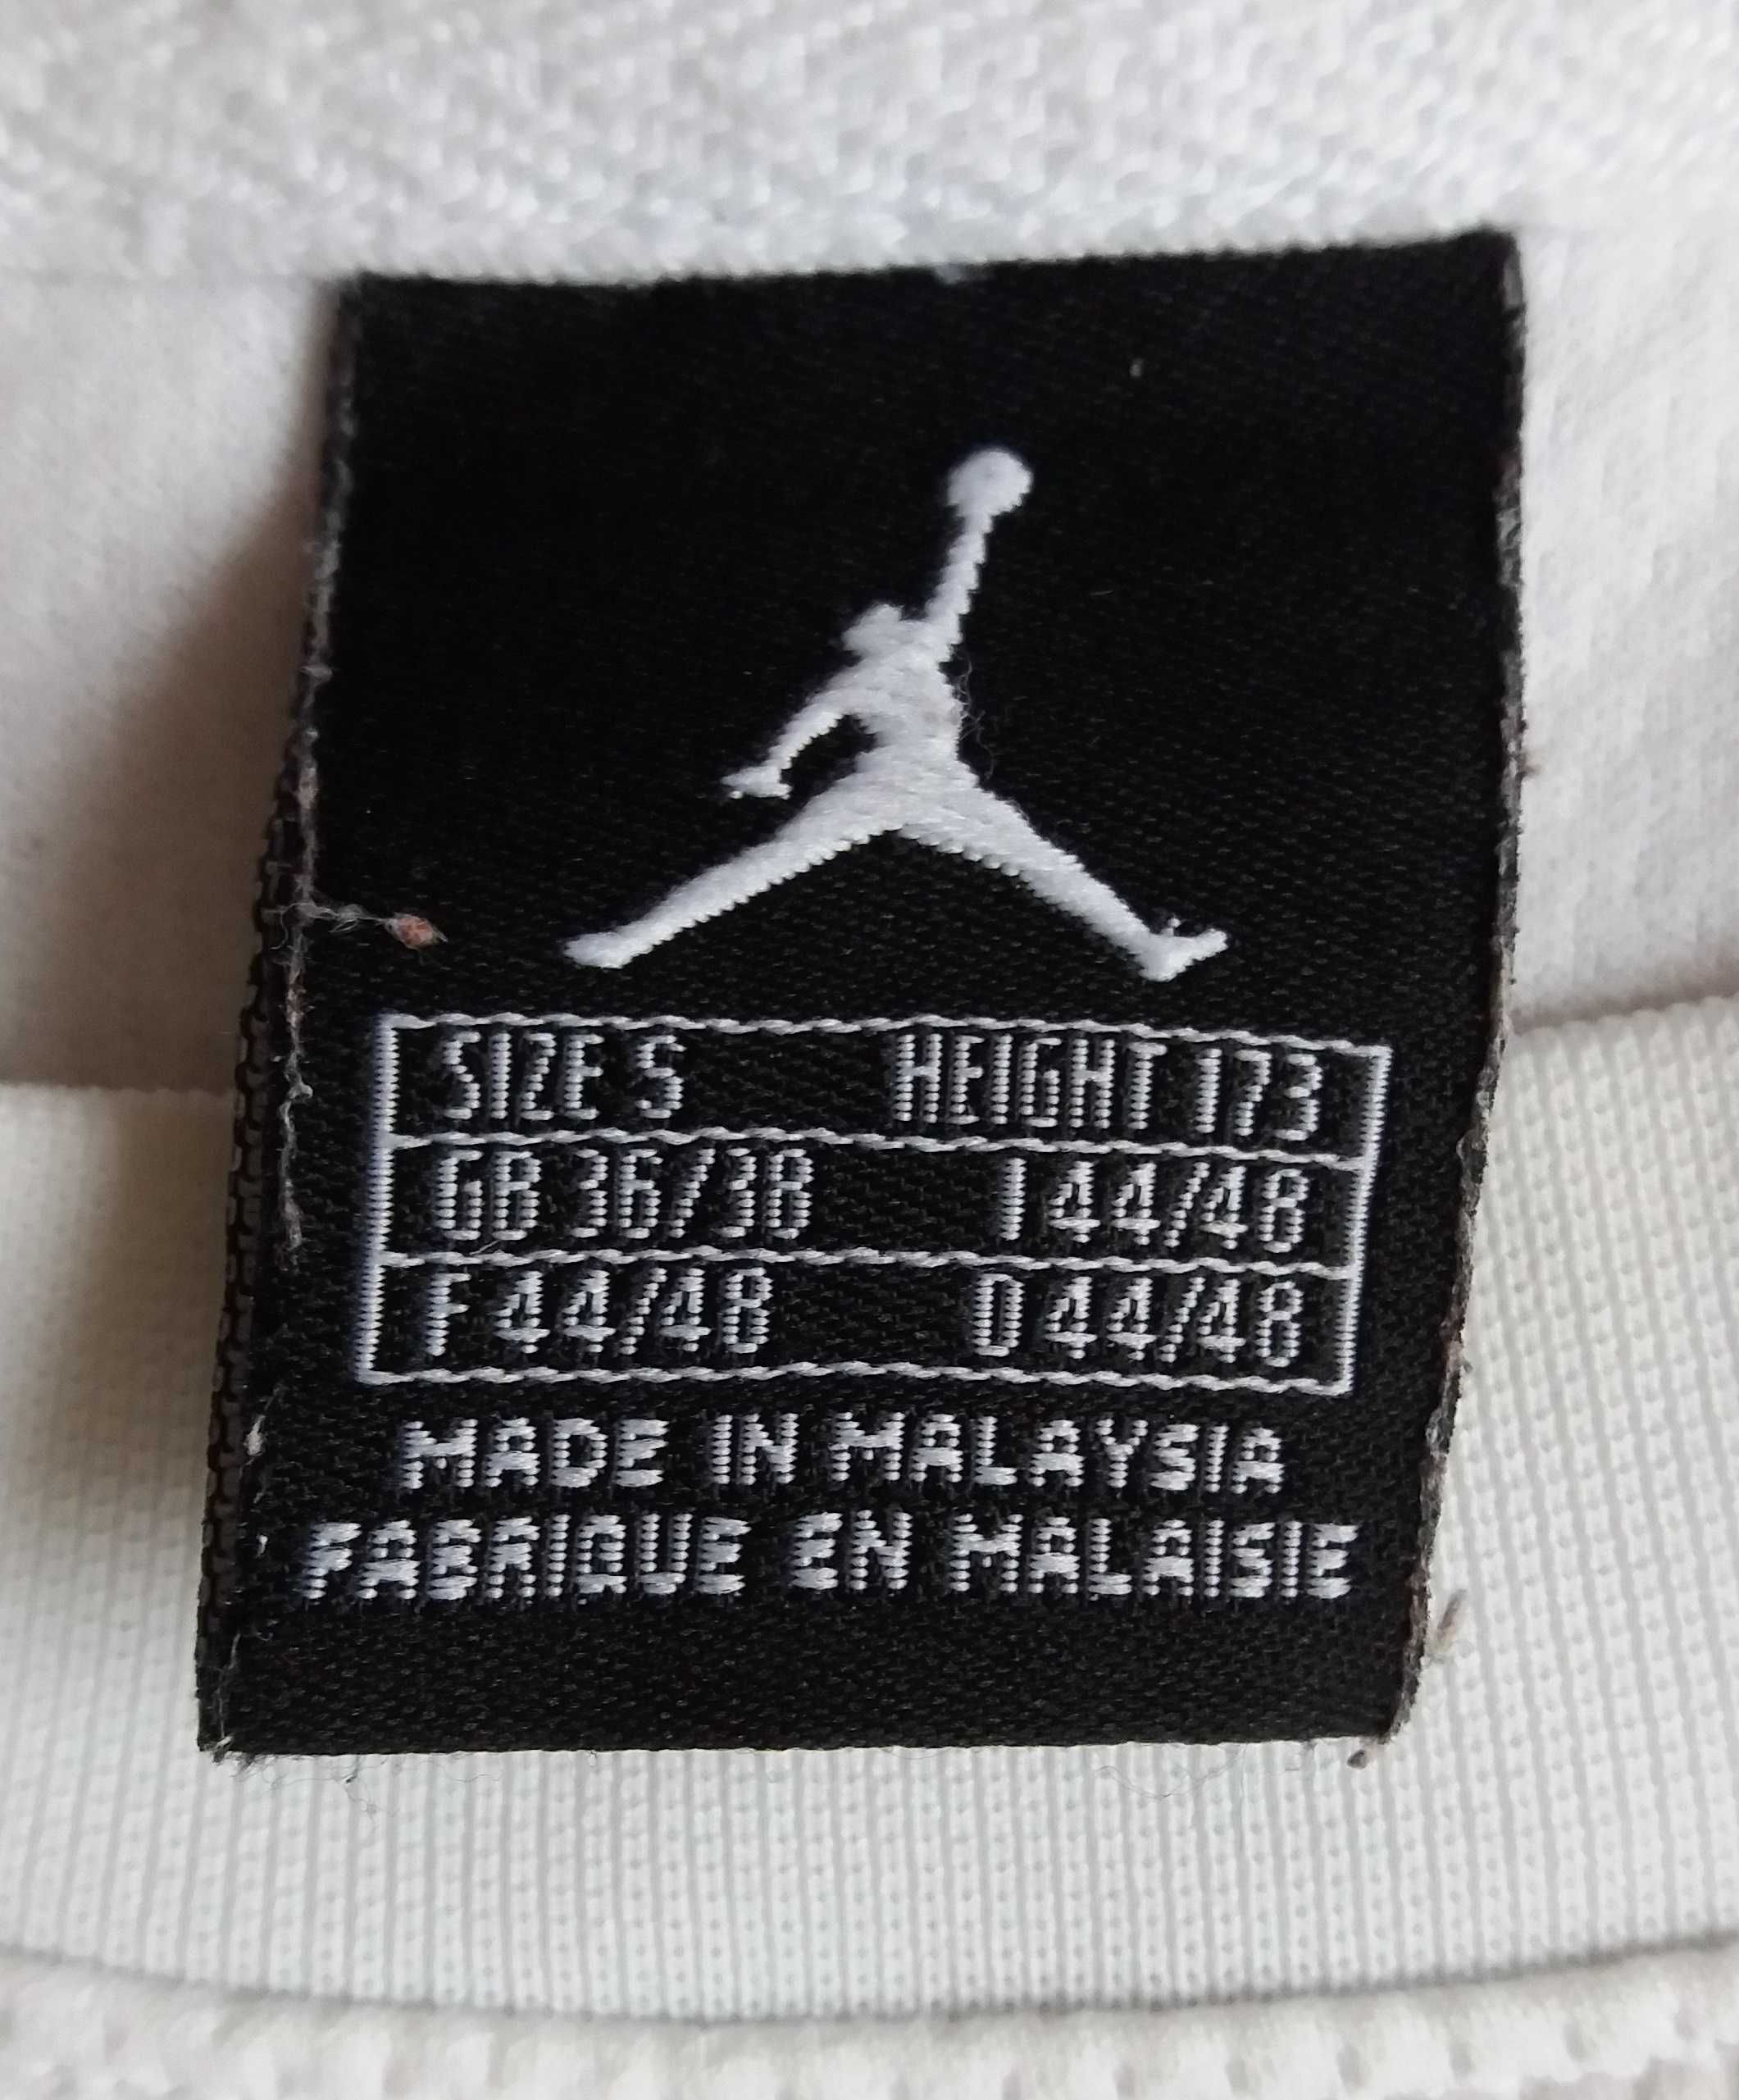 SIZE S HEIGHT 173
GB 36/38 I 44/48
F 44/48 D 44/48
MADE IN MALAYSIA
FABRIQUE EN MALAISIE